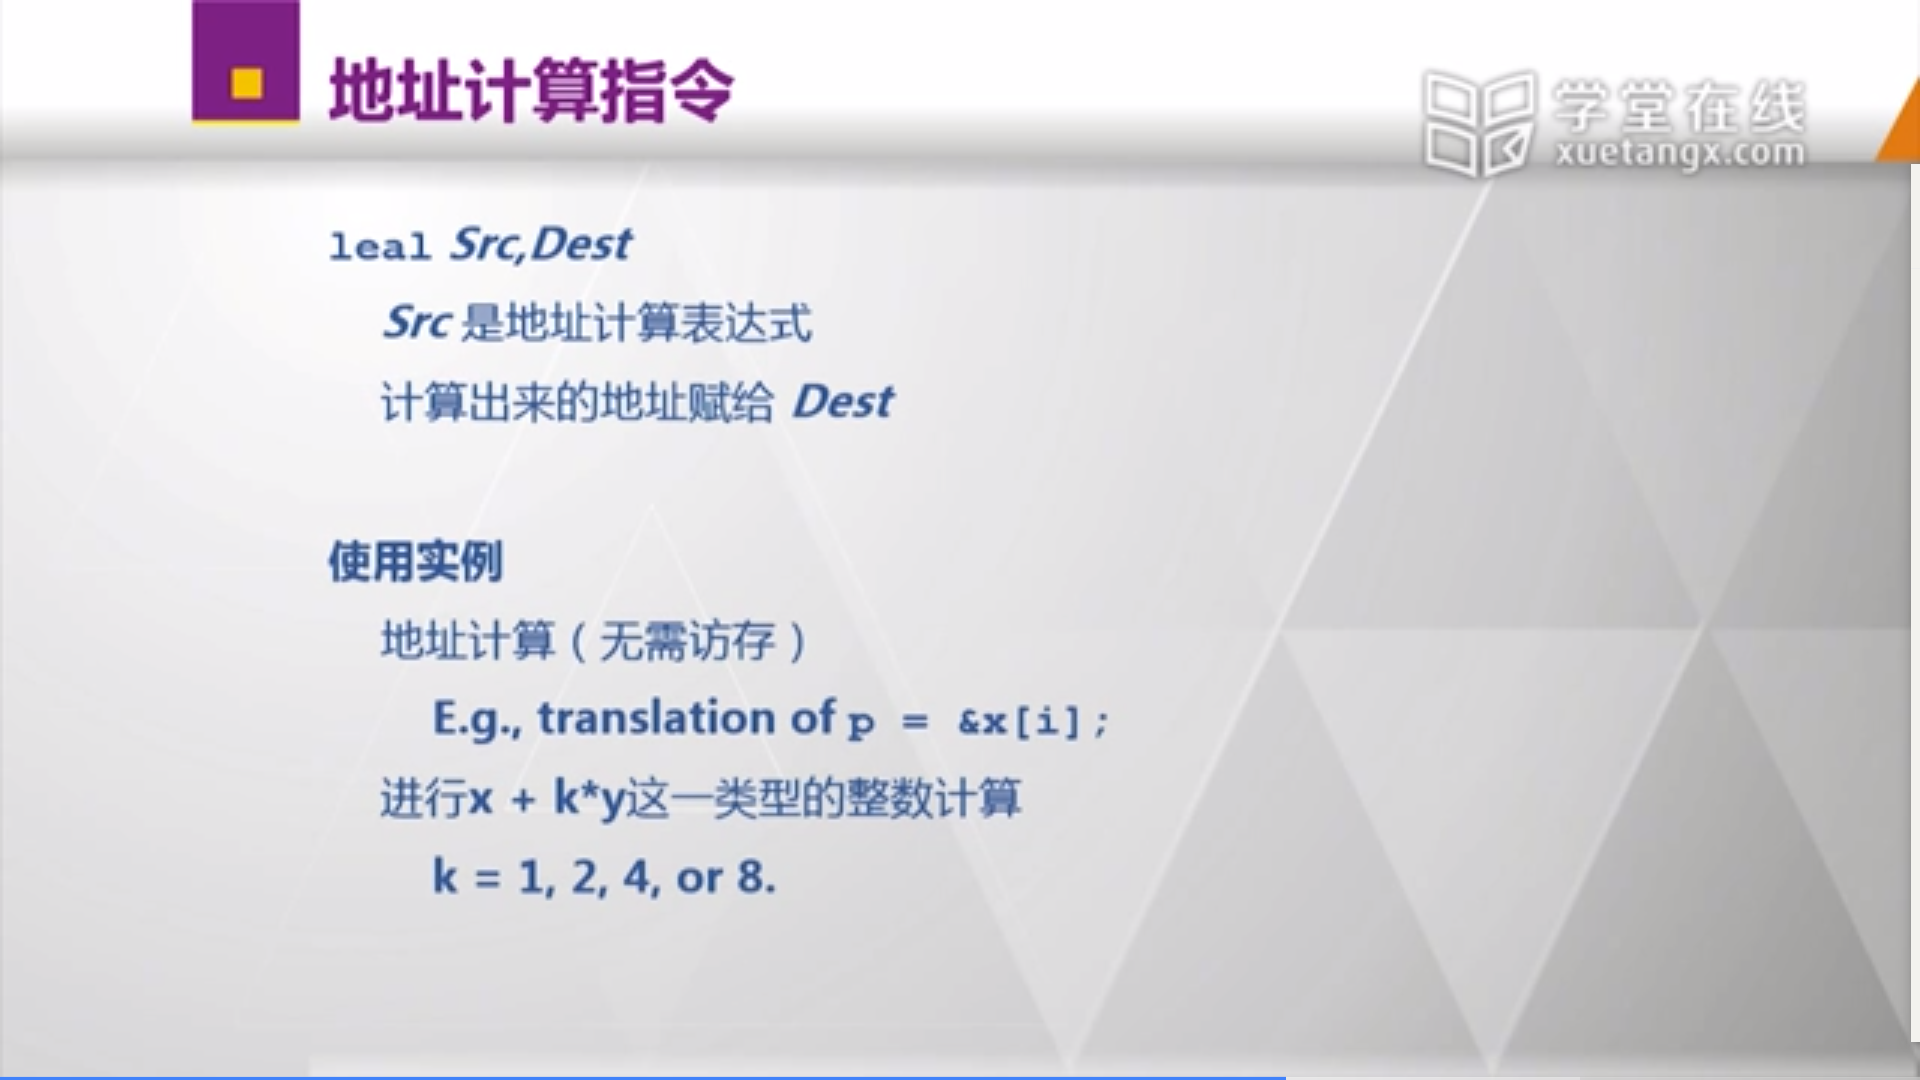 地址计算指令
学堂在线
xuetangx.com
leal Src,Dest
Src 是地址计算表达式
计算出来的地址赋给 Dest
使用实例
地址计算（无需访存）
E.g., translation of p = &x[i];
进行x + k*y这一类型的整数计算
k = 1, 2, 4, or 8.